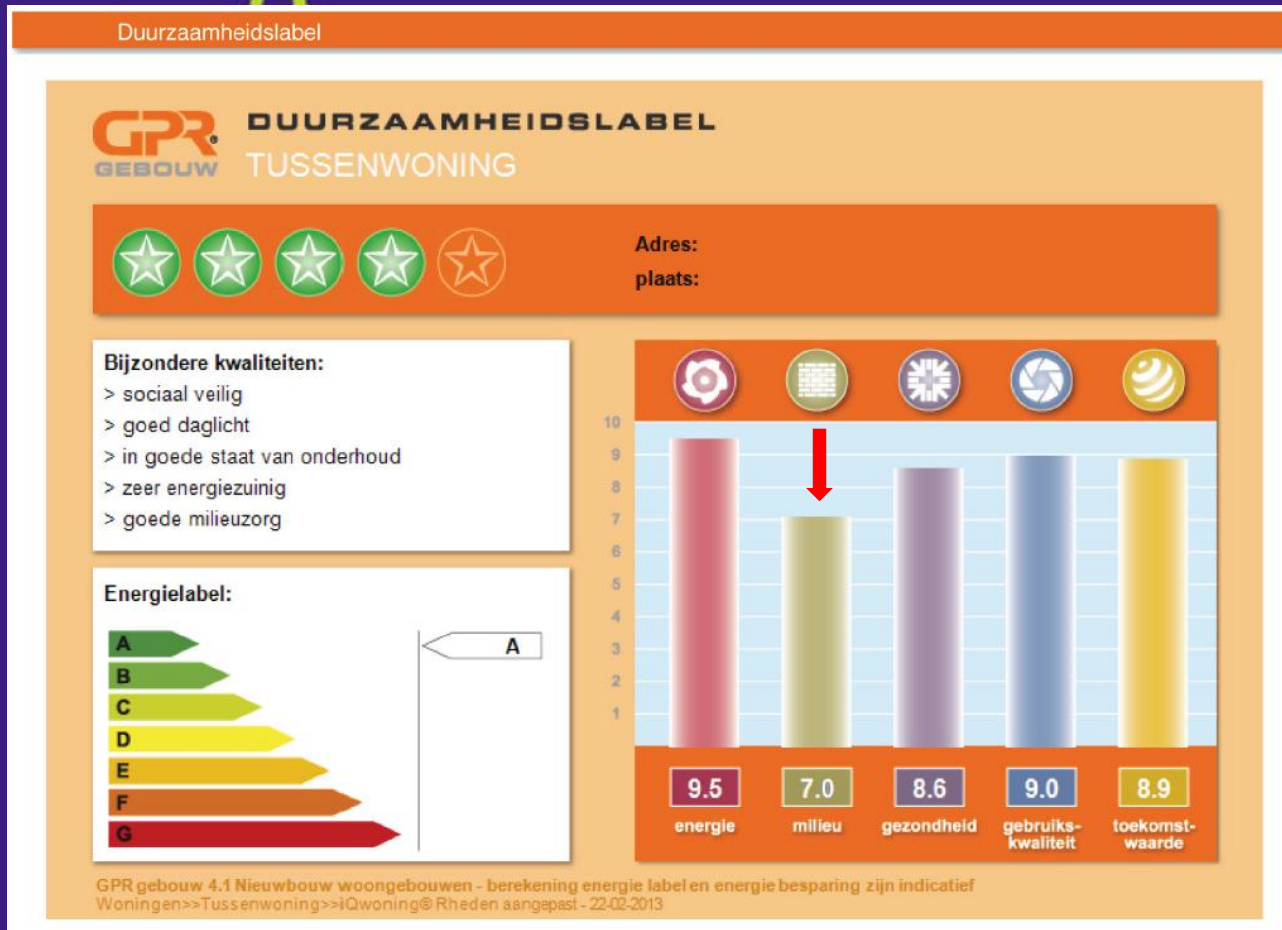 Duurzaamheidslabel
GPR®
GEBOUW
DUURZAAMHEIDSLABEL
TUSSENWONING
Adres:
plaats:
Bijzondere kwaliteiten:
> sociaal veilig
> goed daglicht
> in goede staat van onderhoud
> zeer energiezuinig
> goede milieuzorg
Energielabel:
A
A
B
C
D
E
F
G
10
9
8
7
6
5
4
3
2
1
9.5 7.0 8.6 9.0 8.9
energie milieu gezondheid gebruiks-
kwaliteit toekomst-
waarde
GPR gebouw 4.1 Nieuwbouw woongebouwen - berekening energie label en energie besparing zijn indicatief
Woningen>>Tussenwoning>>iQwoning® Rheden aangepast - 22-02-2013